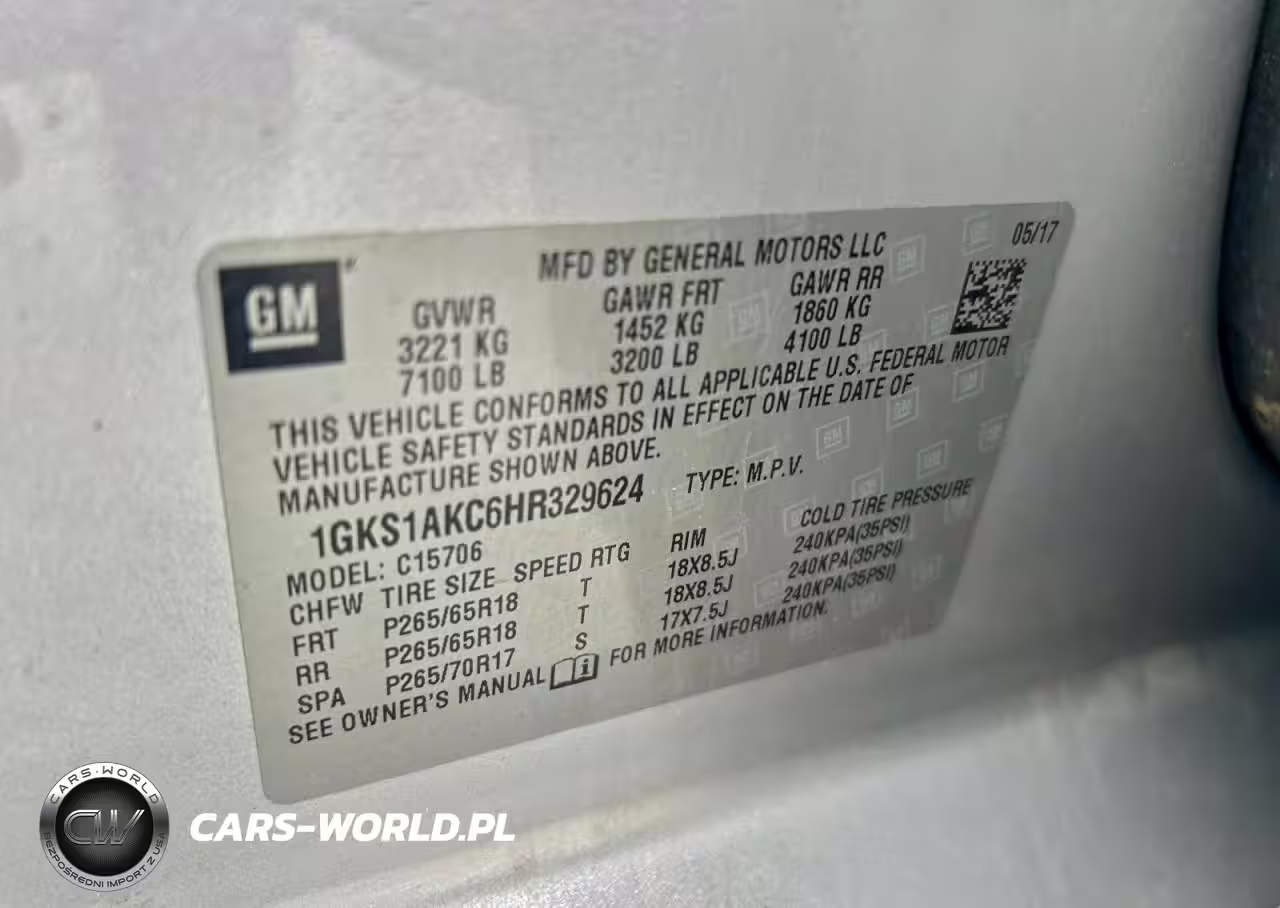 05/17
MFD BY GENERAL MOTORS LLC
GM
GVWR GAWR FRT GAWR RR
3221 KG 1452 KG 1860 KG
7100 LB 3200 LB 4100 LB
THIS VEHICLE CONFORMS TO ALL APPLICABLE U.S. FEDERAL MOTOR
VEHICLE SAFETY STANDARDS IN EFFECT ON THE DATE OF
MANUFACTURE SHOWN ABOVE.
1GKS1AKC6HR329624 TYPE: M.P.V.
MODEL: C15706
CHFW TIRE SIZE SPEED RTG RIM COLD TIRE PRESSURE
FRT P265/65R18 T 18X8.5J 240KPA(35PSI)
RR P265/65R18 T 18X8.5J 240KPA(35PSI)
SPA P265/70R17 S 17X7.5J 240KPA(35PSI)
SEE OWNER'S MANUAL i FOR MORE INFORMATION.
CARS-WORLD
CW
BEZPOŚREDNI IMPORT Z USA
CARS-WORLD.PL